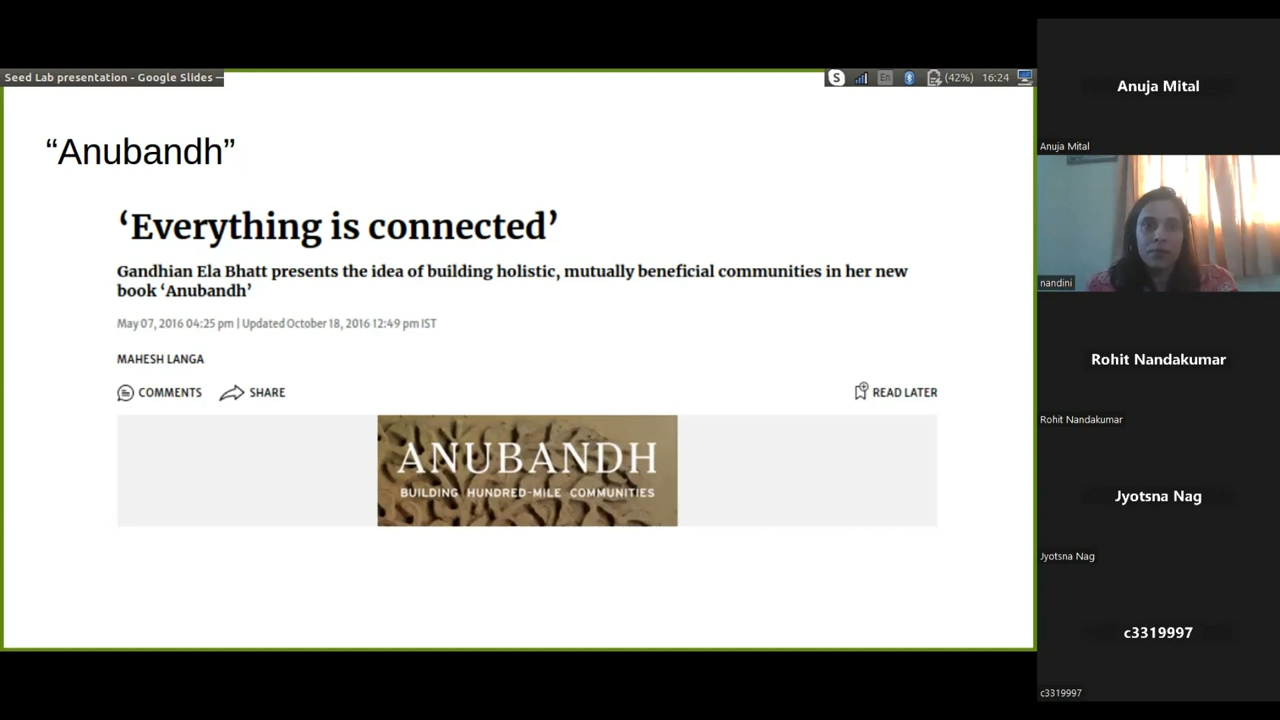 Seed Lab presentation - Google Slides —
S
En
(42%)
16:24
“Anubandh”
‘Everything is connected’
Gandhian Ela Bhatt presents the idea of building holistic, mutually beneficial communities in her new
book ‘Anubandh’
May 07, 2016 04:25 pm | Updated October 18, 2016 12:49 pm IST
MAHESH LANGA
COMMENTS
SHARE
READ LATER
ANUBANDH
BUILDING HUNDRED-MILE COMMUNITIES
Anuja Mital
Anuja Mital
nandini
Rohit Nandakumar
Rohit Nandakumar
Jyotsna Nag
Jyotsna Nag
c3319997
c3319997